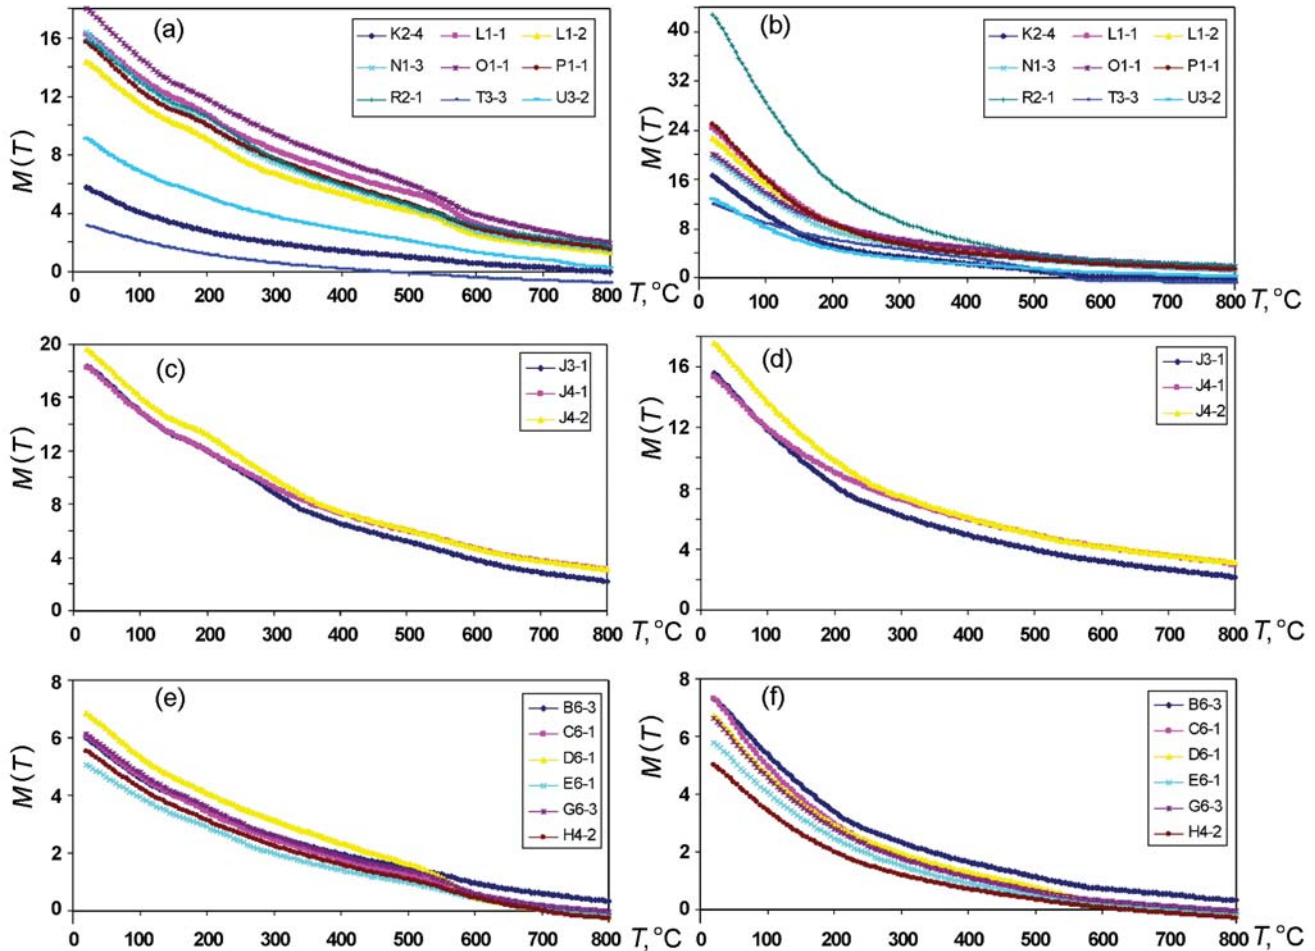 (a)
K2-4 L1-1 L1-2
N1-3 O1-1 P1-1
R2-1 T3-3 U3-2
M(T)
16
12
8
4
0
0 100 200 300 400 500 600 700 800
(b)
K2-4 L1-1 L1-2
N1-3 O1-1 P1-1
R2-1 T3-3 U3-2
M(T)
40
32
24
16
8
0
0 100 200 300 400 500 600 700 800
T, °C
(c)
J3-1
J4-1
J4-2
M(T)
20
16
12
8
4
0
0 100 200 300 400 500 600 700 800
T, °C
(d)
J3-1
J4-1
J4-2
M(T)
16
12
8
4
0
0 100 200 300 400 500 600 700 800
T, °C
(e)
B6-3
C6-1
D6-1
E6-1
G6-3
H4-2
M(T)
8
6
4
2
0
0 100 200 300 400 500 600 700 800
T, °C
(f)
B6-3
C6-1
D6-1
E6-1
G6-3
H4-2
M(T)
8
6
4
2
0
0 100 200 300 400 500 600 700 800
T, °C
T, °C